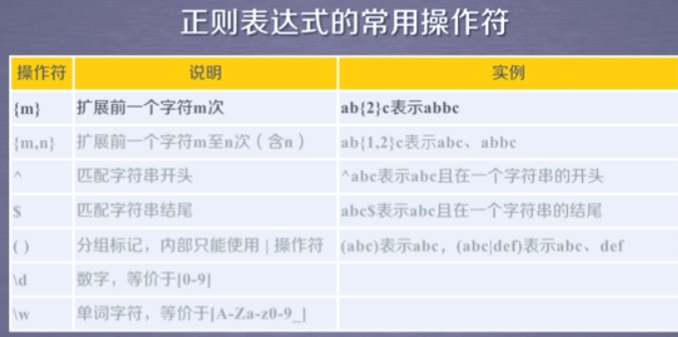 正则表达式的常用操作符
操作符 说明 实例
{m} 扩展前一个字符m次 ab{2}c表示abbc
{m,n} 扩展前一个字符m至n次（含n） ab{1,2}c表示abc、abbc
^ 匹配字符串开头 ^abc表示abc且在一个字符串的开头
$ 匹配字符串结尾 abc$表示abc且在一个字符串的结尾
( ) 分组标记，内部只能使用 | 操作符 (abc)表示abc，(abc|def)表示abc、def
\d 数字，等价于[0-9]
\w 单词字符，等价于[A-Za-z0-9_]